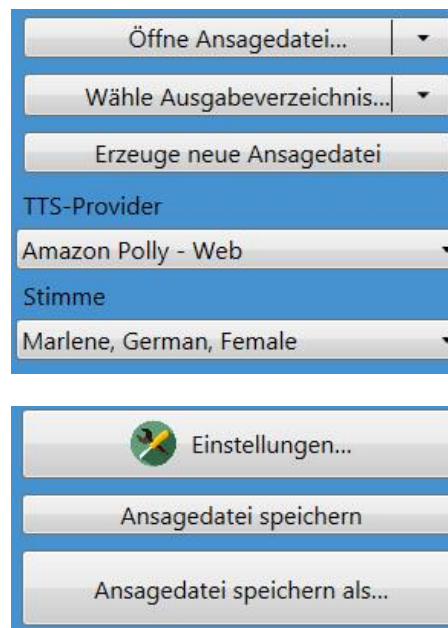 Öffne Ansagedatei...
Wähle Ausgabeverzeichnis...
Erzeuge neue Ansagedatei
TTS-Provider
Amazon Polly - Web
Stimme
Marlene, German, Female
Einstellungen...
Ansagedatei speichern
Ansagedatei speichern als...